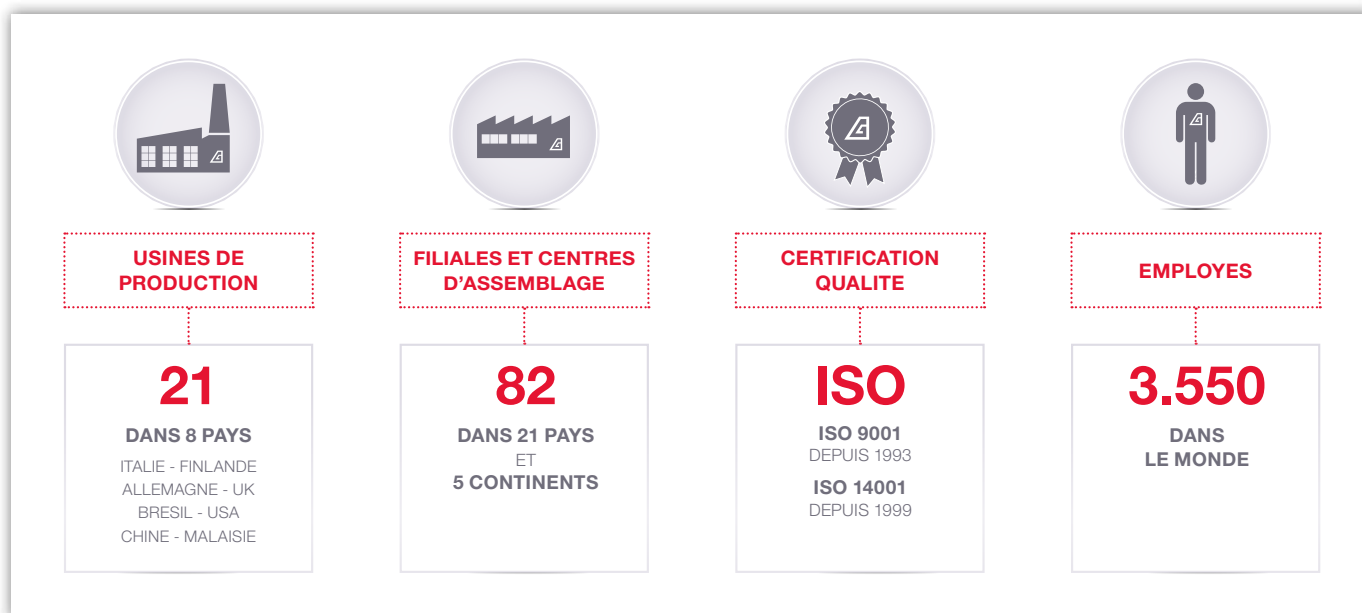 USINES DE
PRODUCTION
21
DANS 8 PAYS
ITALIE - FINLANDE
ALLEMAGNE - UK
BRESIL - USA
CHINE - MALAISIE
FILIALES ET CENTRES
D’ASSEMBLAGE
82
DANS 21 PAYS
ET
5 CONTINENTS
CERTIFICATION
QUALITE
ISO
ISO 9001
DEPUIS 1993
ISO 14001
DEPUIS 1999
EMPLOYES
3.550
DANS
LE MONDE